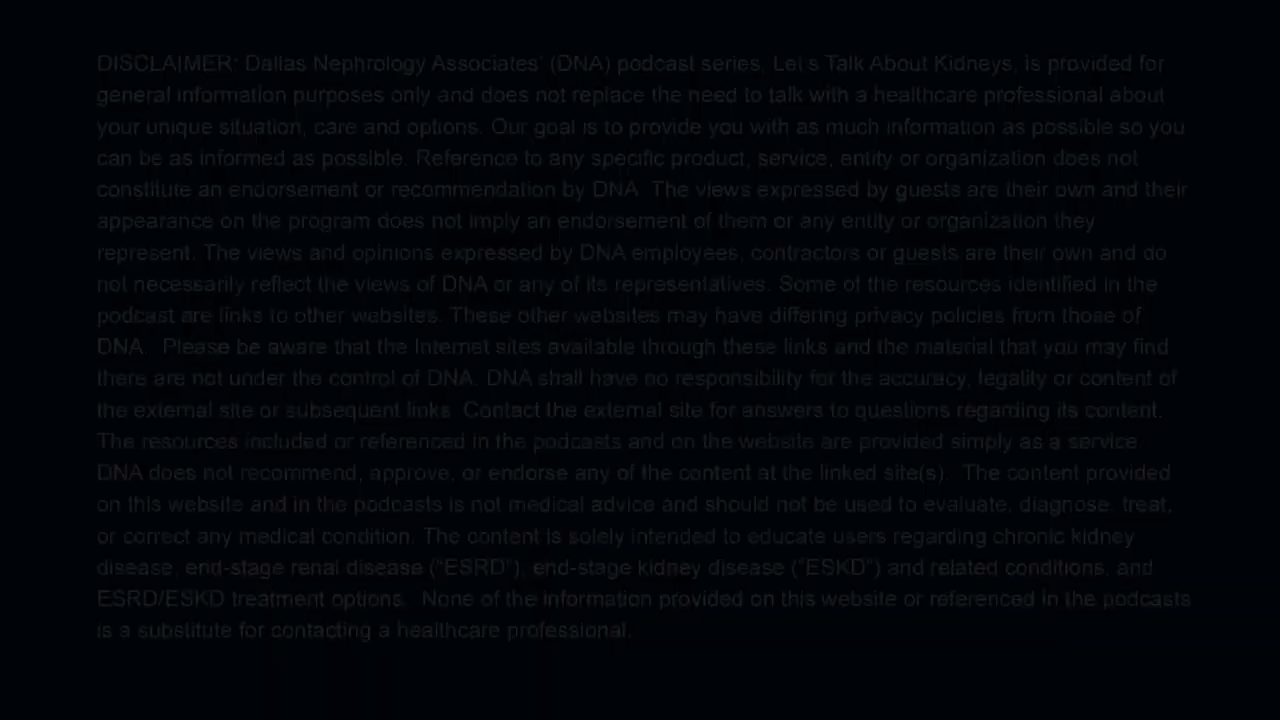 DISCLAIMER: Dallas Nephrology Associates' (DNA) podcast series, Let's Talk About Kidneys, is provided for
general information purposes only and does not replace the need to talk with a healthcare professional about
your unique situation, care and options. Our goal is to provide you with as much information as possible so you
can be as informed as possible. Reference to any specific product, service, entity or organization does not
constitute an endorsement or recommendation by DNA. The views expressed by guests are their own and their
appearance on the program does not imply an endorsement of them or any entity or organization they
represent. The views and opinions expressed by DNA employees, contractors or guests are their own and do
not necessarily reflect the views of DNA or any of its representatives. Some of the resources identified in the
podcast are links to other websites. These other websites may have differing privacy policies from those of
DNA.  Please be aware that the Internet sites available through these links and the material that you may find
there are not under the control of DNA. DNA shall have no responsibility for the accuracy, legality or content of
the external site or subsequent links. Contact the external site for answers to questions regarding its content.
The resources included or referenced in the podcasts and on the website are provided simply as a service
DNA does not recommend, approve, or endorse any of the content at the linked site(s).  The content provided
on this website and in the podcasts is not medical advice and should not be used to evaluate, diagnose, treat,
or correct any medical condition. The content is solely intended to educate users regarding chronic kidney
disease, end-stage renal disease ("ESRD"), end-stage kidney disease ("ESKD") and related conditions, and
ESRD/ESKD treatment options.  None of the information provided on this website or referenced in the podcasts
is a substitute for contacting a healthcare professional.